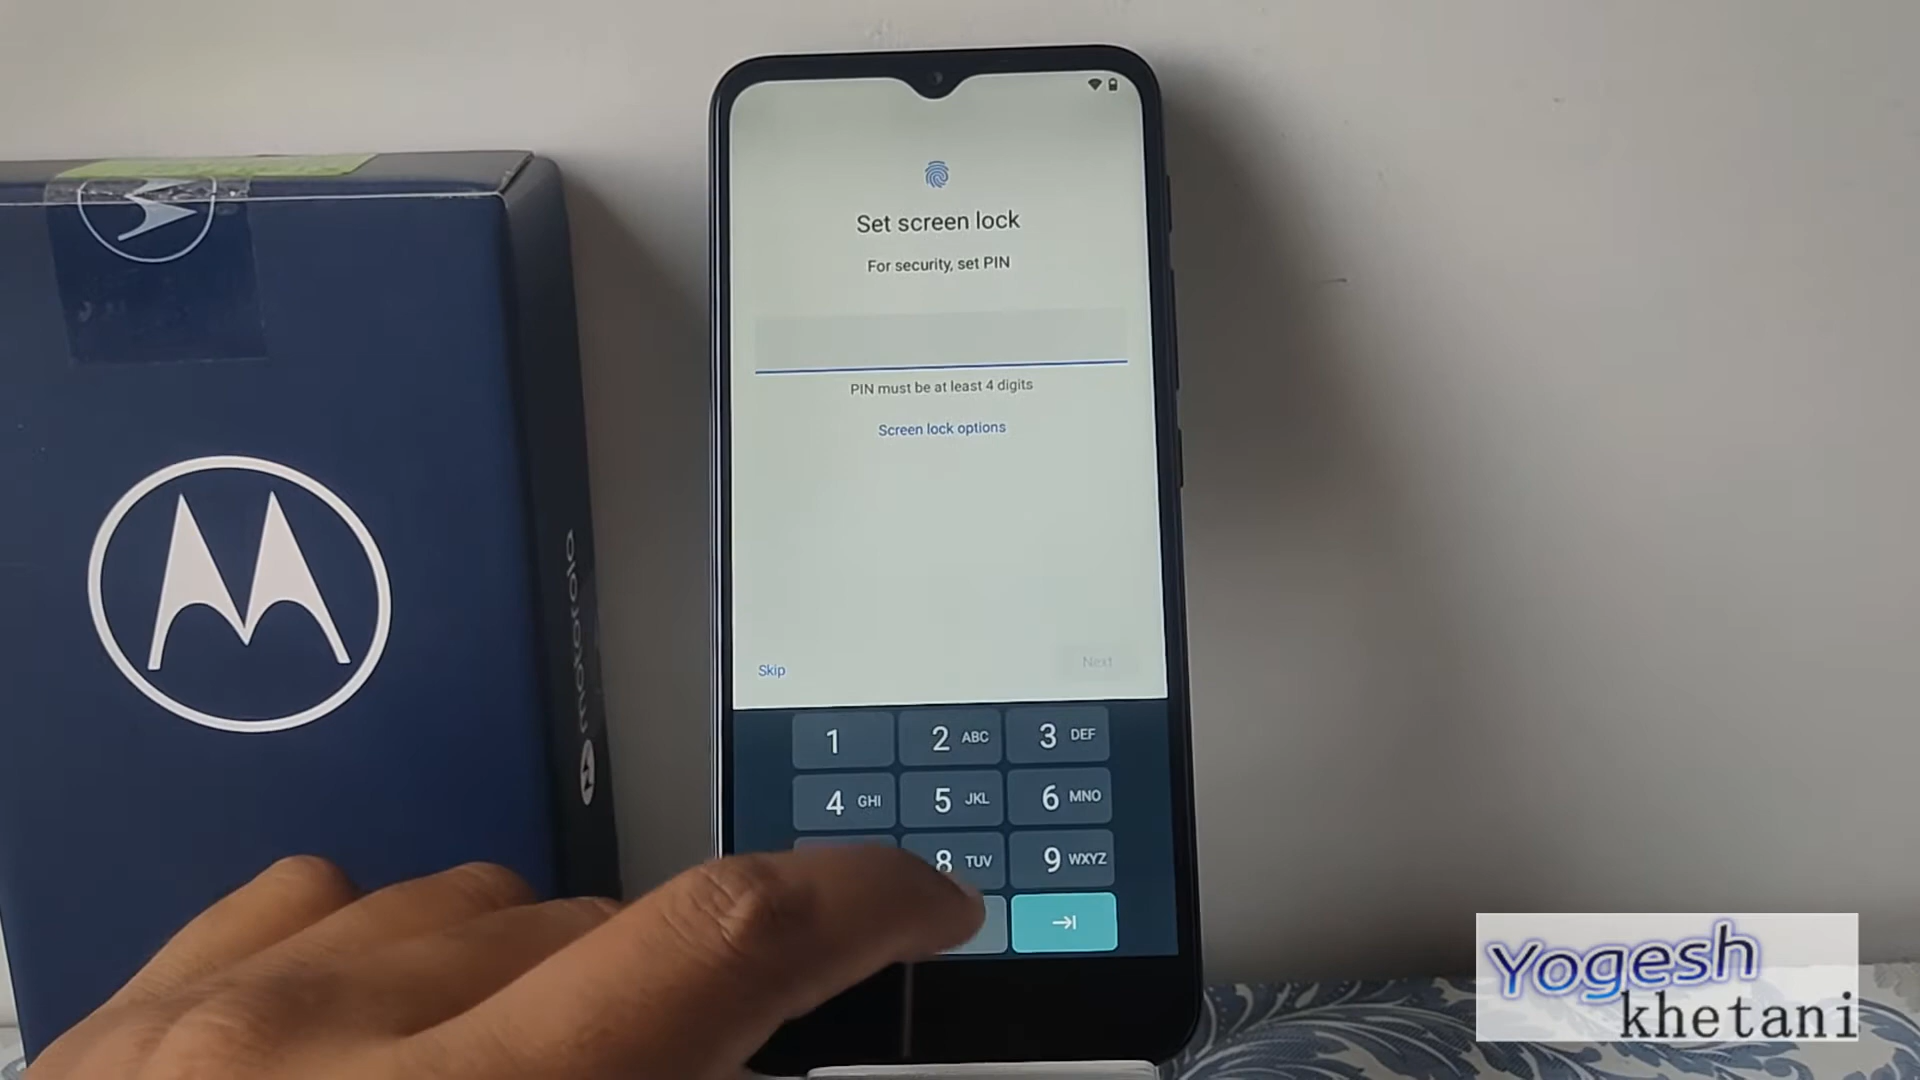 Set screen lock
For security, set PIN
PIN must be at least 4 digits
Screen lock options
Skip
Next
1
2 ABC
3 DEF
4 GHI
5 JKL
6 MNO
8 TUV
9 WXYZ
motorola
Yogesh
khetani